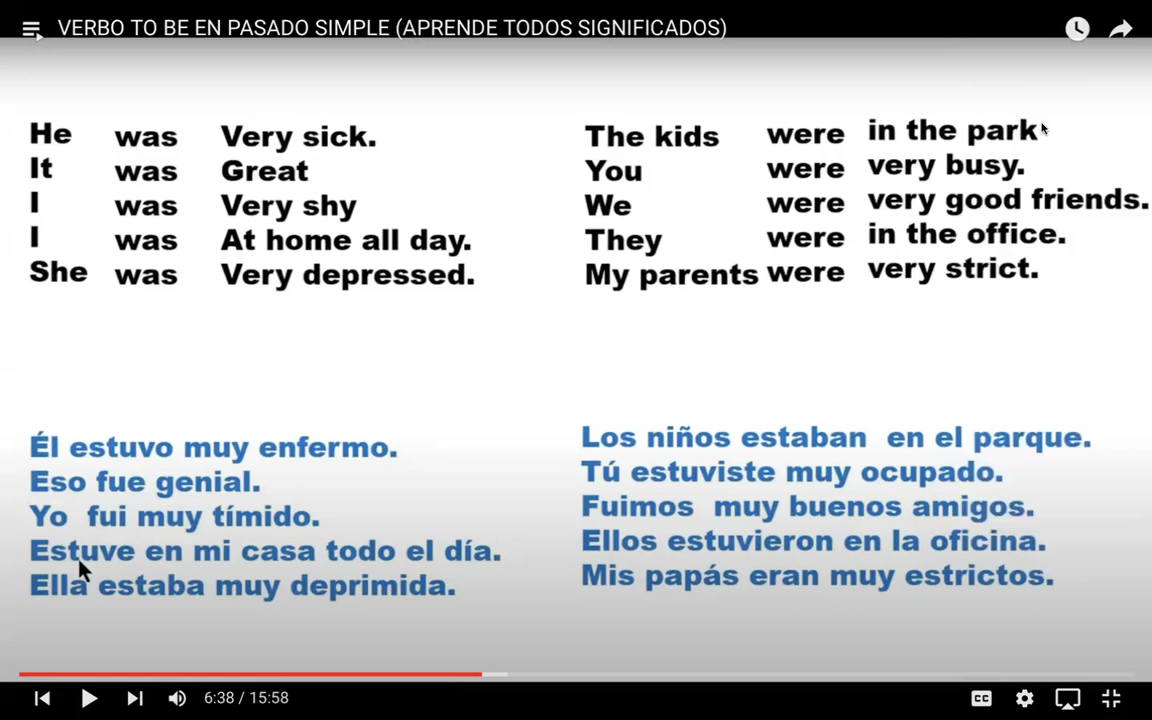 VERBO TO BE EN PASADO SIMPLE (APRENDE TODOS SIGNIFICADOS)
He was Very sick.
It was Great
I was Very shy
I was At home all day.
She was Very depressed.
The kids were in the park
You were very busy.
We were very good friends.
They were in the office.
My parents were very strict.
Él estuvo muy enfermo.
Eso fue genial.
Yo fui muy tímido.
Estuve en mi casa todo el día.
Ella estaba muy deprimida.
Los niños estaban en el parque.
Tú estuviste muy ocupado.
Fuimos muy buenos amigos.
Ellos estuvieron en la oficina.
Mis papás eran muy estrictos.
6:38 / 15:58
CC